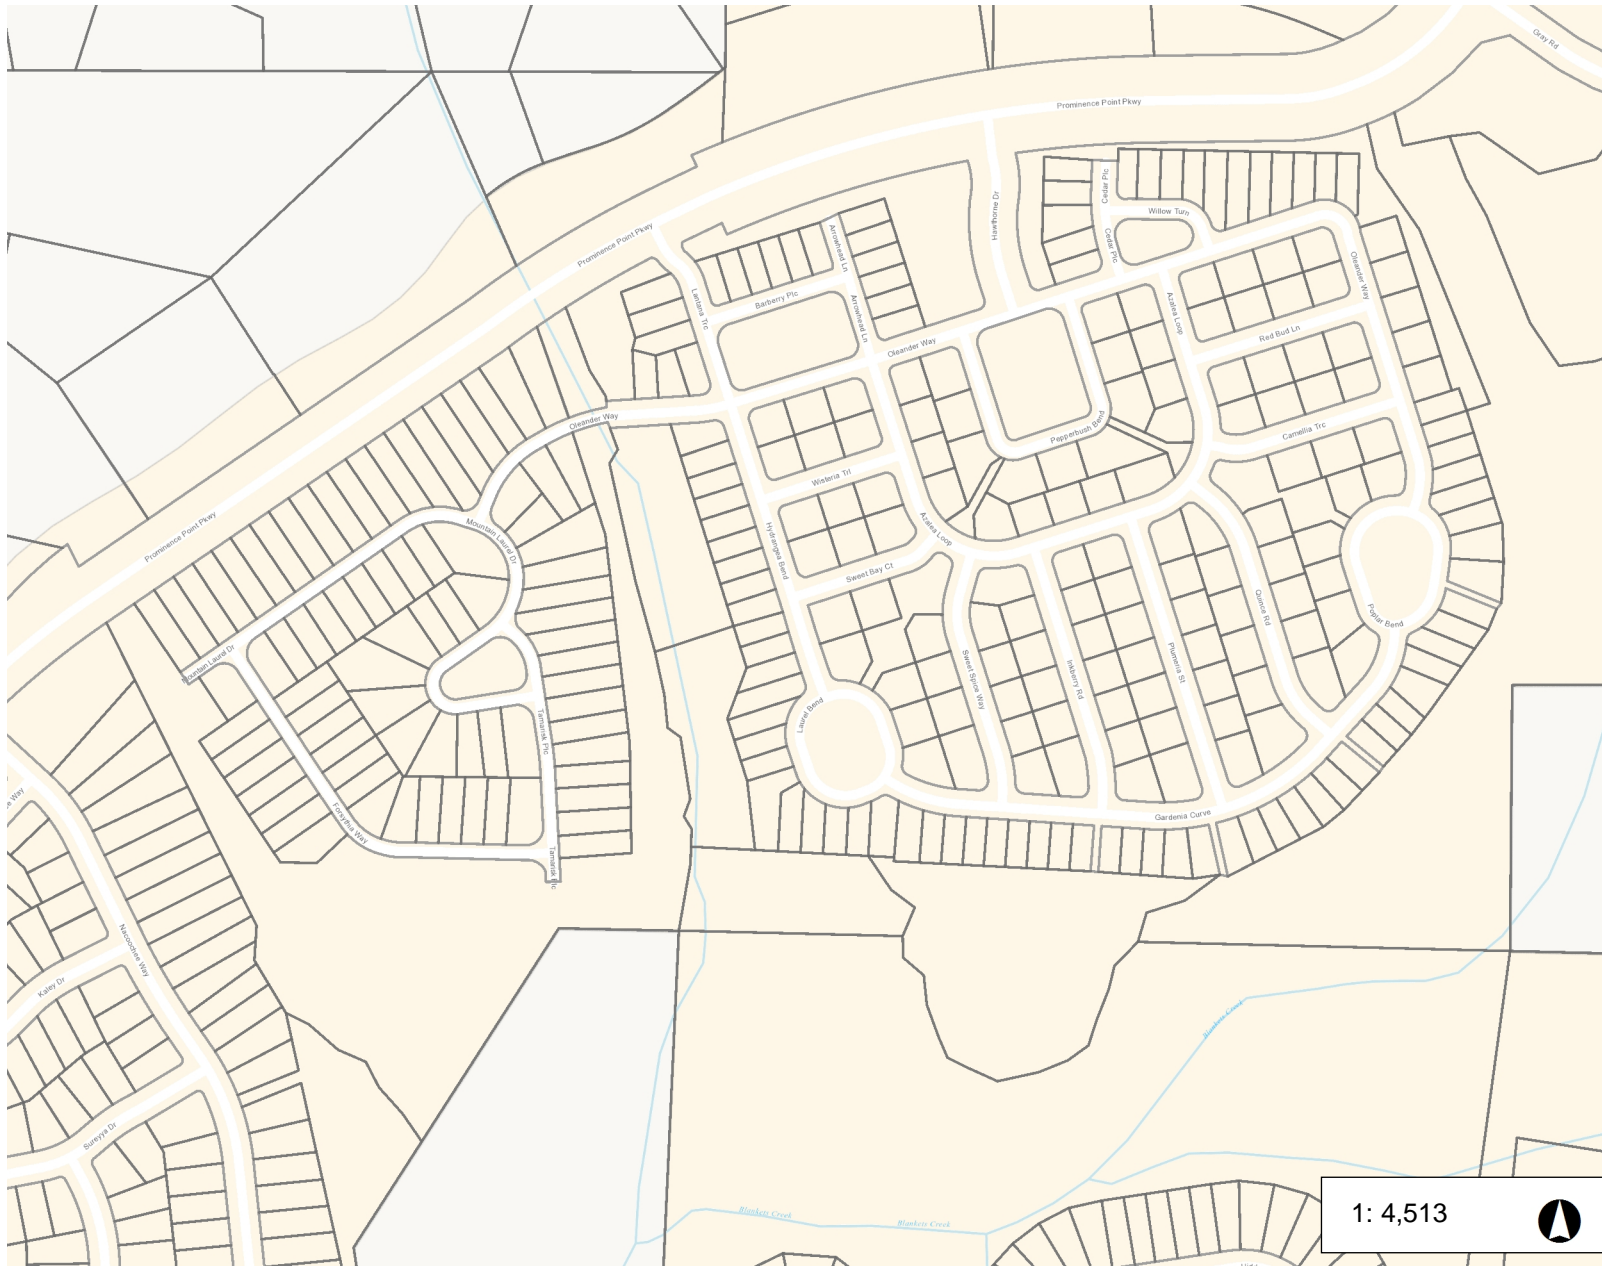 Gray Rd
Prominence Point Pkwy
Cedar Plc
Hawthorne Dr
Willow Turn
Prominence Point Pkwy
Arrowhead Ln
Cedar Plc
Oleander Way
Lantana Trc
Barberry Plc
Arrowhead Ln
Azalea Loop
Red Bud Ln
Oleander Way
Oleander Way
Pepperbush Bend
Camellia Trc
Wisteria Trl
Prominence Point Pkwy
Mountain Laurel Dr
Hydrangea Bend
Azalea Loop
Sweet Bay Ct
Quince Rd
Poplar Bend
Mountain Laurel Dr
Sweet Spice Way
Inkberry Rd
Plumeria St
Laurel Bend
Tamarisk Plc
Forsythia Way
Gardenia Curve
Tamarisk Plc
Nacoochee Way
Kaley Dr
Blankets Creek
Sureyya Dr
Blankets Creek
Blankets Creek
1: 4,513